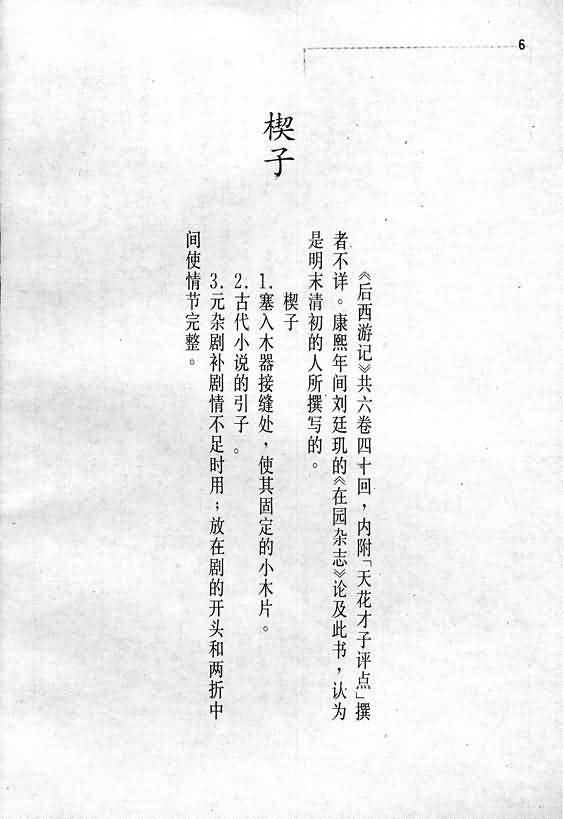 6
楔子
《后西游记》共六卷四十回，内附「天花才子评点」撰
者不详。康熙年间刘廷玑的《在园杂志》论及此书，认为
是明末清初的人所撰写的。
楔子
1.塞入木器接缝处，使其固定的小木片。
2.古代小说的引子。
3.元杂剧补剧情不足时用；放在剧的开头和两折中
间使情节完整。